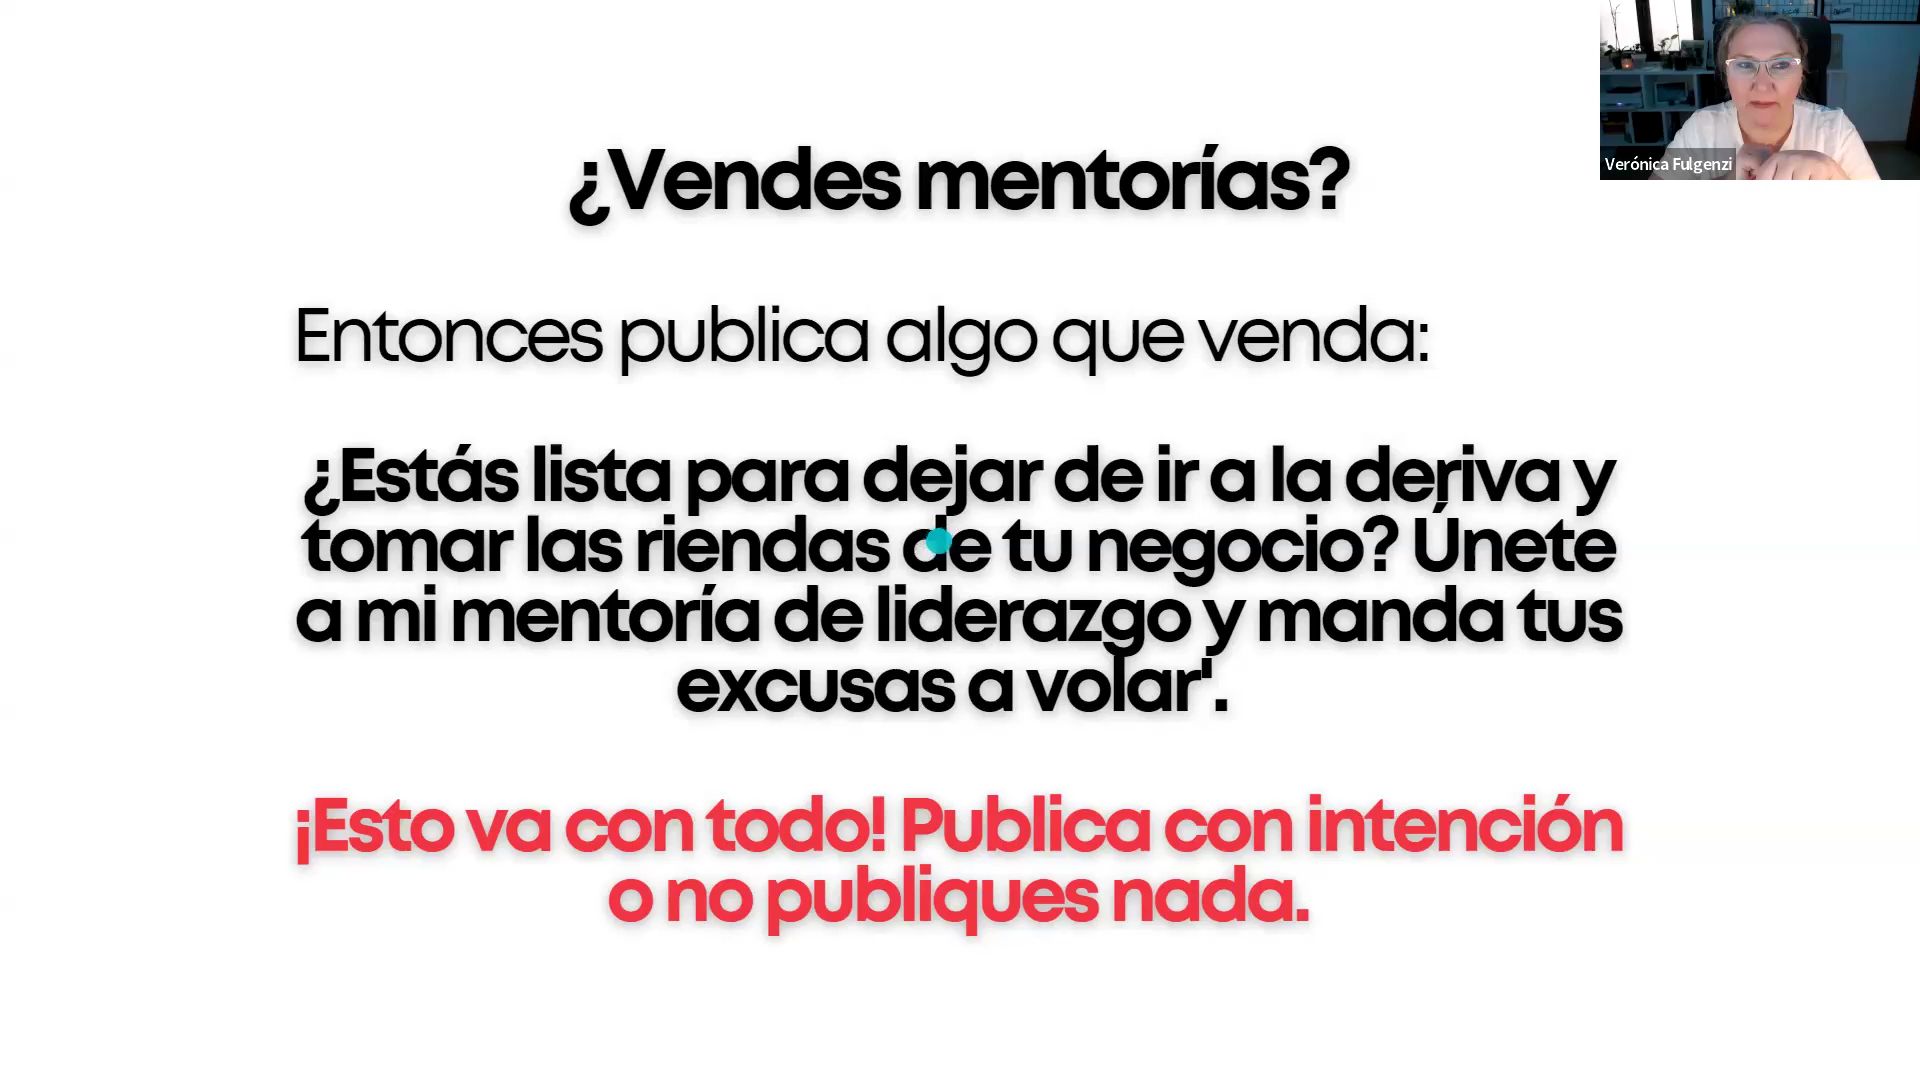 Verónica Fulgenzi
¿Vendes mentorías?
Entonces publica algo que venda:
¿Estás lista para dejar de ir a la deriva y
tomar las riendas de tu negocio? Únete
a mi mentoría de liderazgo y manda tus
excusas a volar'.
¡Esto va con todo! Publica con intención
o no publiques nada.